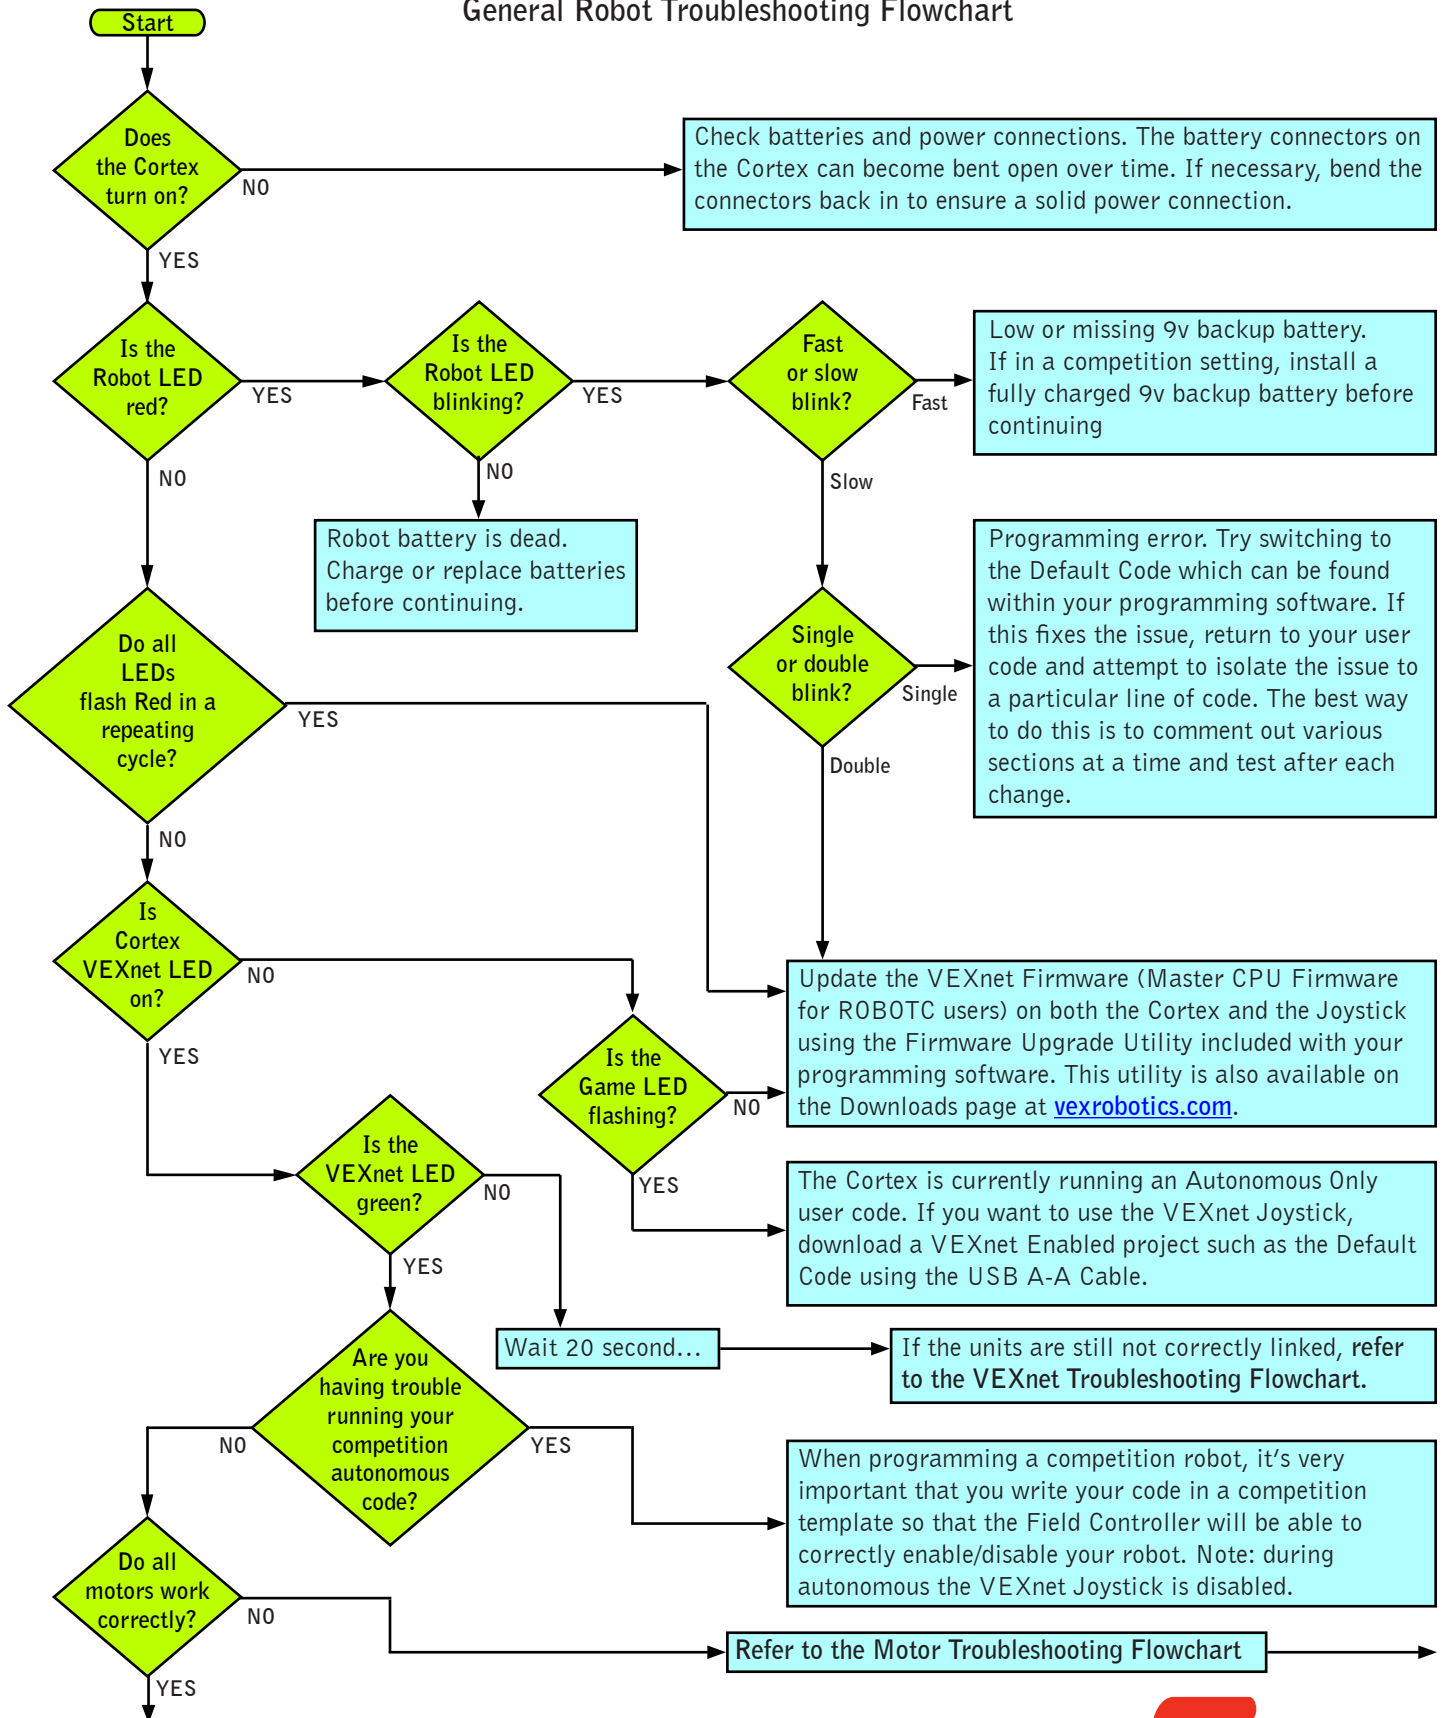 General Robot Troubleshooting Flowchart
Start
Does
the Cortex
turn on?
NO
YES
Check batteries and power connections. The battery connectors on
the Cortex can become bent open over time. If necessary, bend the
connectors back in to ensure a solid power connection.
Is the
Robot LED
red?
YES
NO
Is the
Robot LED
blinking?
YES
NO
Fast
or slow
blink?
Fast
Slow
Low or missing 9v backup battery.
If in a competition setting, install a
fully charged 9v backup battery before
continuing
Robot battery is dead.
Charge or replace batteries
before continuing.
Single
or double
blink?
Single
Double
Programming error. Try switching to
the Default Code which can be found
within your programming software. If
this fixes the issue, return to your user
code and attempt to isolate the issue to
a particular line of code. The best way
to do this is to comment out various
sections at a time and test after each
change.
Do all
LEDs
flash Red in a
repeating
cycle?
YES
NO
Is
Cortex
VEXnet LED
on?
NO
YES
Is the
Game LED
flashing?
NO
YES
Update the VEXnet Firmware (Master CPU Firmware
for ROBOTC users) on both the Cortex and the Joystick
using the Firmware Upgrade Utility included with your
programming software. This utility is also available on
the Downloads page at vexrobotics.com.
Is the
VEXnet LED
green?
NO
YES
The Cortex is currently running an Autonomous Only
user code. If you want to use the VEXnet Joystick,
download a VEXnet Enabled project such as the Default
Code using the USB A-A Cable.
Wait 20 second...
If the units are still not correctly linked, refer
to the VEXnet Troubleshooting Flowchart.
Are you
having trouble
running your
competition
autonomous
code?
NO
YES
When programming a competition robot, it's very
important that you write your code in a competition
template so that the Field Controller will be able to
correctly enable/disable your robot. Note: during
autonomous the VEXnet Joystick is disabled.
Do all
motors work
correctly?
NO
YES
Refer to the Motor Troubleshooting Flowchart